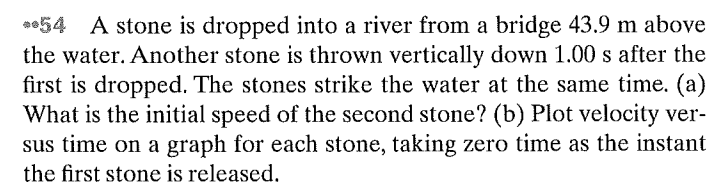 ••54 A stone is dropped into a river from a bridge 43.9 m above
the water. Another stone is thrown vertically down 1.00 s after the
first is dropped. The stones strike the water at the same time. (a)
What is the initial speed of the second stone? (b) Plot velocity ver-
sus time on a graph for each stone, taking zero time as the instant
the first stone is released.